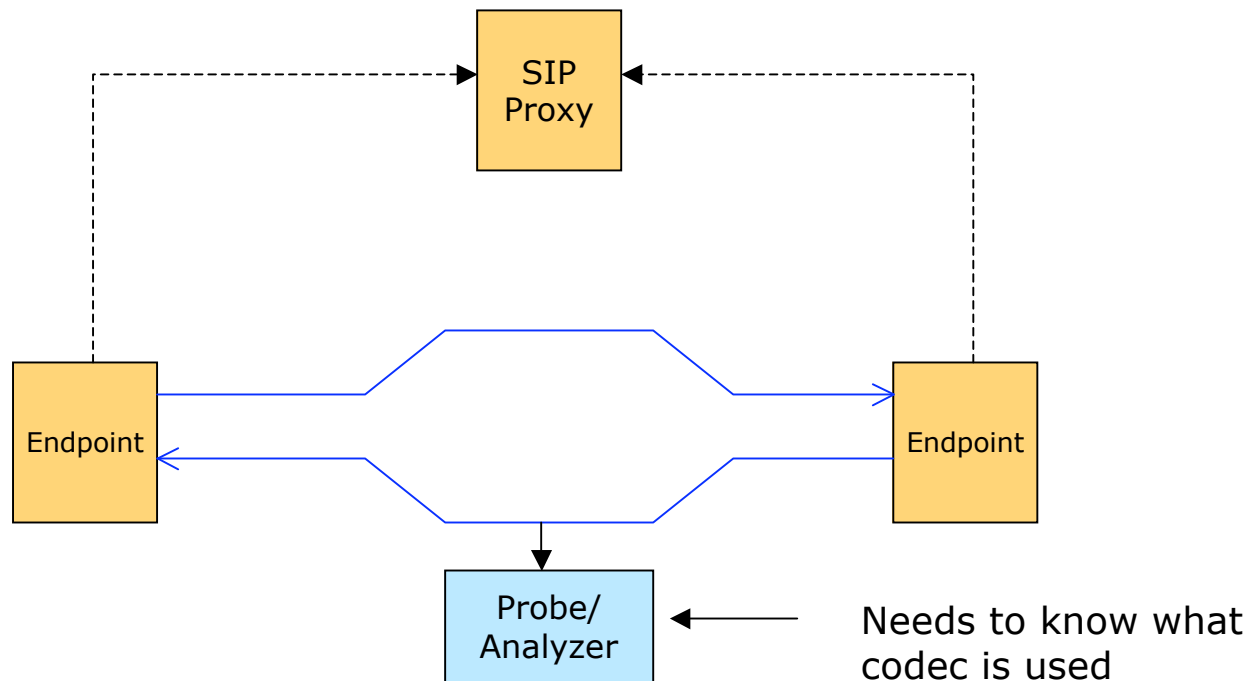 SIP
Proxy
Endpoint
Endpoint
Probe/
Analyzer
Needs to know what
codec is used